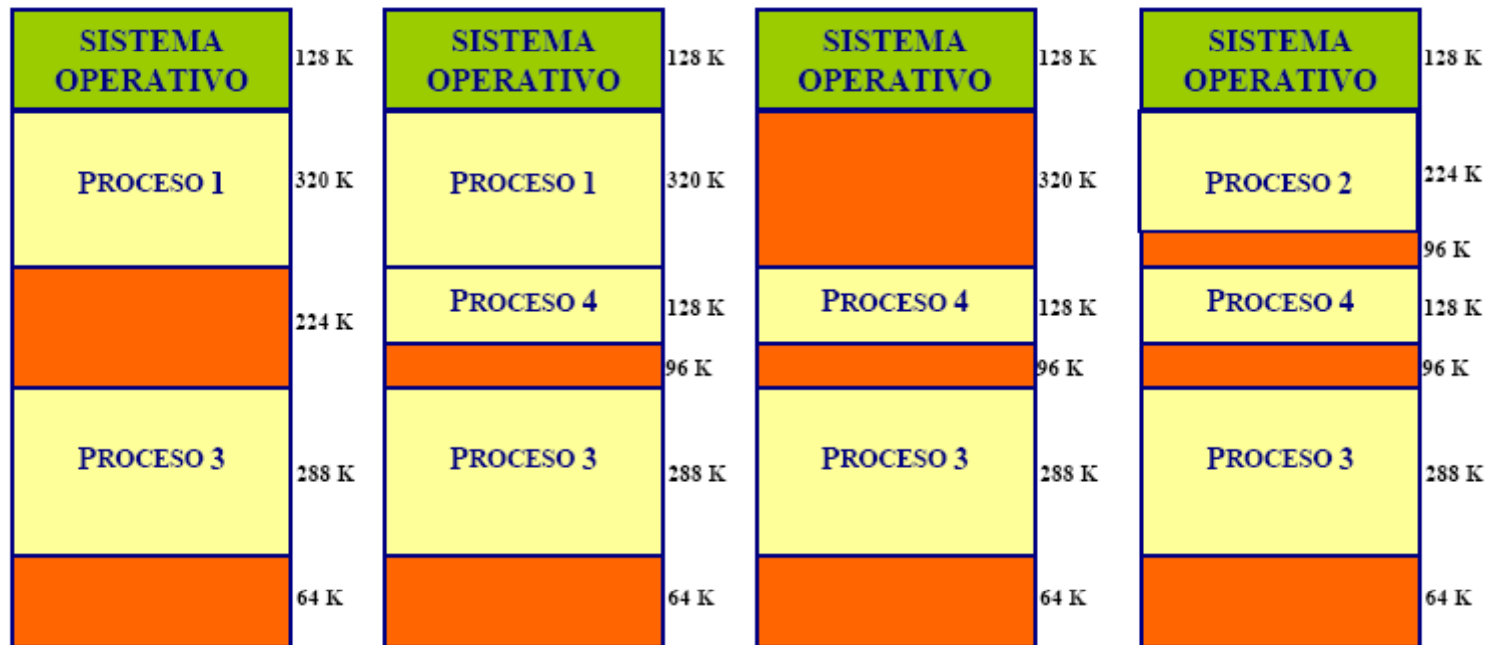 SISTEMA
OPERATIVO
128 K
PROCESO 1
320 K
224 K
PROCESO 3
288 K
64 K
SISTEMA
OPERATIVO
128 K
PROCESO 1
320 K
PROCESO 4
128 K
96 K
PROCESO 3
288 K
64 K
SISTEMA
OPERATIVO
128 K
320 K
PROCESO 4
128 K
96 K
PROCESO 3
288 K
64 K
SISTEMA
OPERATIVO
128 K
PROCESO 2
224 K
96 K
PROCESO 4
128 K
96 K
PROCESO 3
288 K
64 K